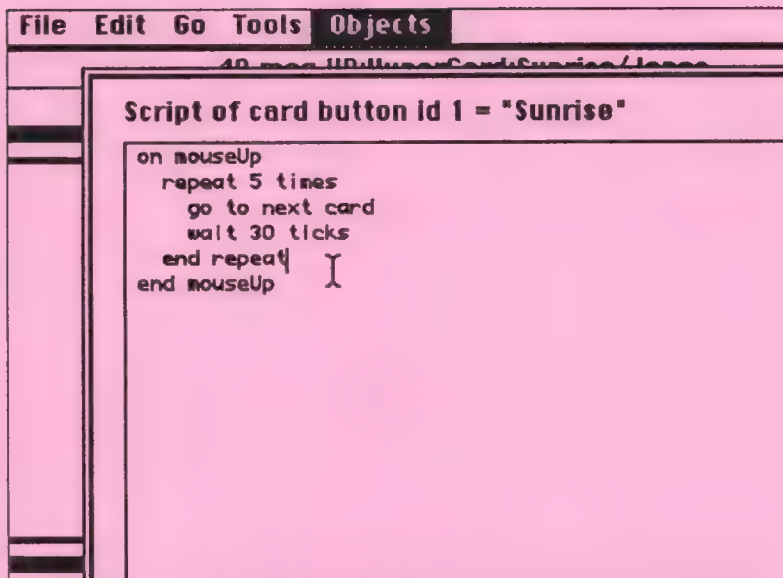 File Edit Go Tools Objects
Script of card button id 1 = "Sunrise"
on mouseUp
repeat 5 times
go to next card
wait 30 ticks
end repeat
end mouseUp